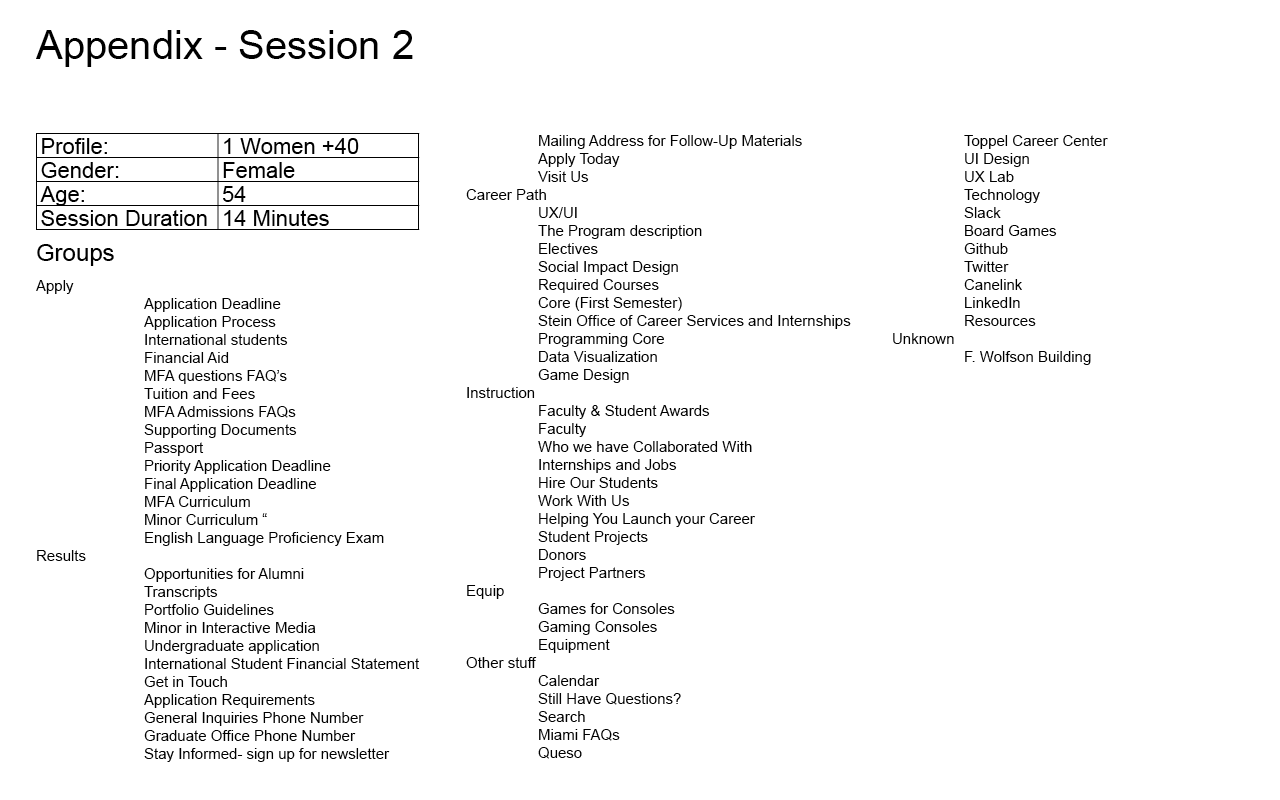 Appendix - Session 2
Profile: 1 Women +40
Gender: Female
Age: 54
Session Duration 14 Minutes
Groups
Apply
Application Deadline
Application Process
International students
Financial Aid
MFA questions FAQ’s
Tuition and Fees
MFA Admissions FAQs
Supporting Documents
Passport
Priority Application Deadline
Final Application Deadline
MFA Curriculum
Minor Curriculum “
English Language Proficiency Exam
Results
Opportunities for Alumni
Transcripts
Portfolio Guidelines
Minor in Interactive Media
Undergraduate application
International Student Financial Statement
Get in Touch
Application Requirements
General Inquiries Phone Number
Graduate Office Phone Number
Stay Informed- sign up for newsletter
Mailing Address for Follow-Up Materials
Apply Today
Visit Us
Career Path
UX/UI
The Program description
Electives
Social Impact Design
Required Courses
Core (First Semester)
Stein Office of Career Services and Internships
Programming Core
Data Visualization
Game Design
Instruction
Faculty & Student Awards
Faculty
Who we have Collaborated With
Internships and Jobs
Hire Our Students
Work With Us
Helping You Launch your Career
Student Projects
Donors
Project Partners
Equip
Games for Consoles
Gaming Consoles
Equipment
Other stuff
Calendar
Still Have Questions?
Search
Miami FAQs
Queso
Toppel Career Center
UI Design
UX Lab
Technology
Slack
Board Games
Github
Twitter
Canelink
LinkedIn
Resources
Unknown
F. Wolfson Building